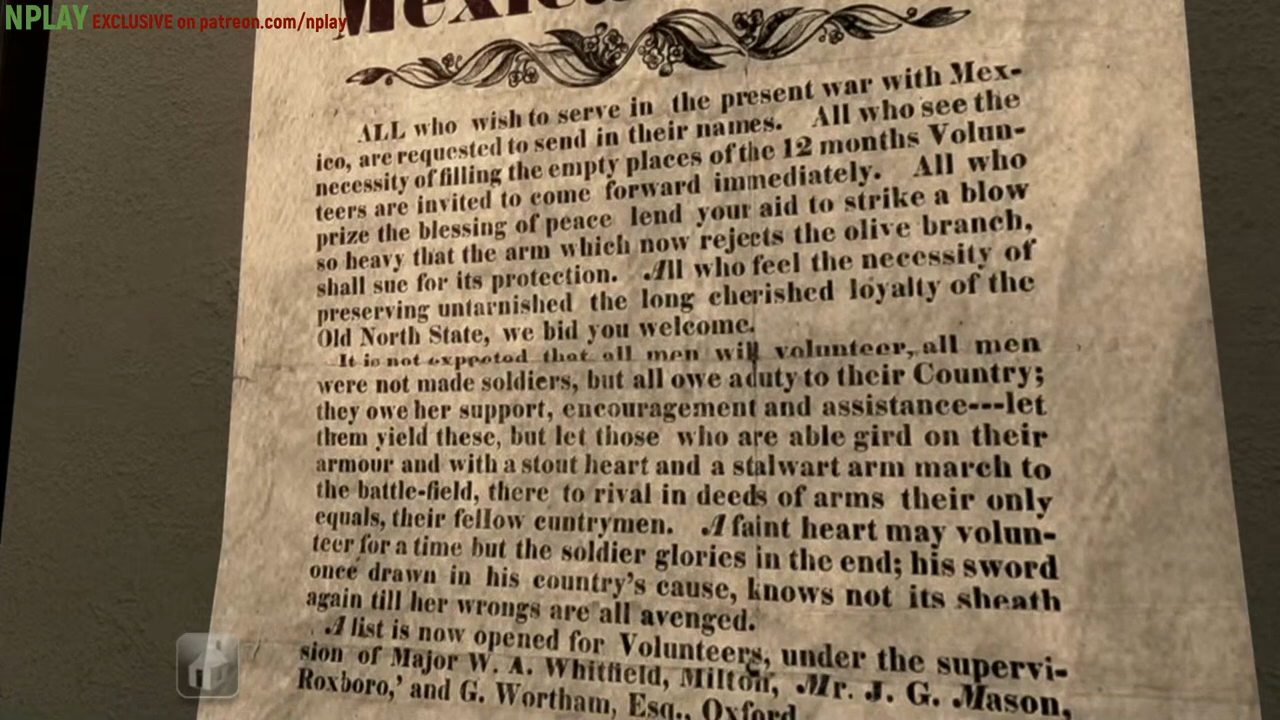 NPLAY EXCLUSIVE on patreon.com/nplay
ALL who wish to serve in the present war with Mex-
ico, are requested to send in their names. All who see the
necessity of filling the empty places of the 12 months Volun-
teers are invited to come forward immediately. All who
prize the blessing of peace lend your aid to strike a blow
so heavy that the arm which now rejects the olive branch,
shall sue for its protection. All who feel the necessity of
preserving untarnished the long cherished loyalty of the
Old North State, we bid you welcome.
It is not expected that all men will volunteer, all men
were not made soldiers, but all owe a duty to their Country;
they owe her support, encouragement and assistance---let
them yield these, but let those who are able gird on their
armour and with a stout heart and a stalwart arm march to
the battle-field, there to rival in deeds of arms their only
equals, their fellow cuntrymen. A faint heart may volun-
teer for a time but the soldier glories in the end; his sword
once drawn in his country's cause, knows not its sheath
again till her wrongs are all avenged.
A list is now opened for Volunteers, under the supervi-
sion of Major W. A. Whitfield, Milton, Mr. J. G. Mason,
Roxboro,' and G. Wortham, Esq., Oxford